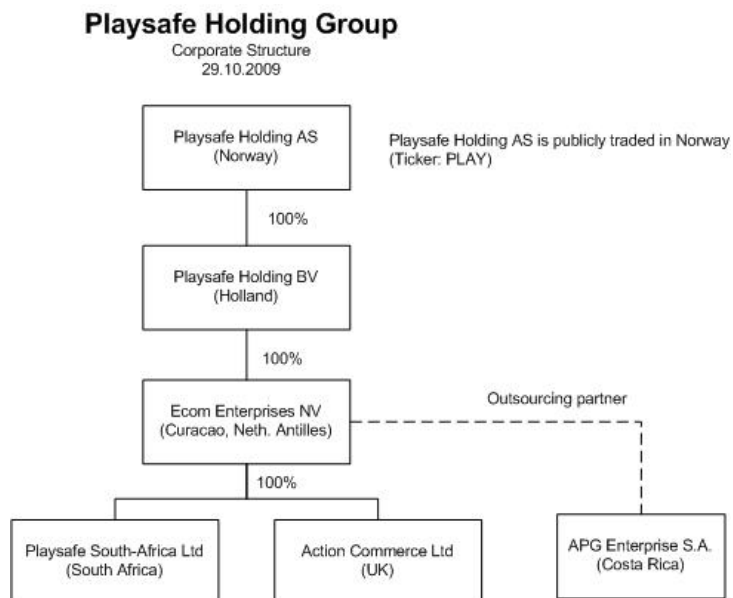 Playsafe Holding Group
Corporate Structure
29.10.2009
Playsafe Holding AS
(Norway)
Playsafe Holding AS is publicly traded in Norway
(Ticker: PLAY)
100%
Playsafe Holding BV
(Holland)
100%
Ecom Enterprises NV
(Curacao, Neth. Antilles)
Outsourcing partner
100%
Playsafe South-Africa Ltd
(South Africa)
Action Commerce Ltd
(UK)
APG Enterprise S.A.
(Costa Rica)